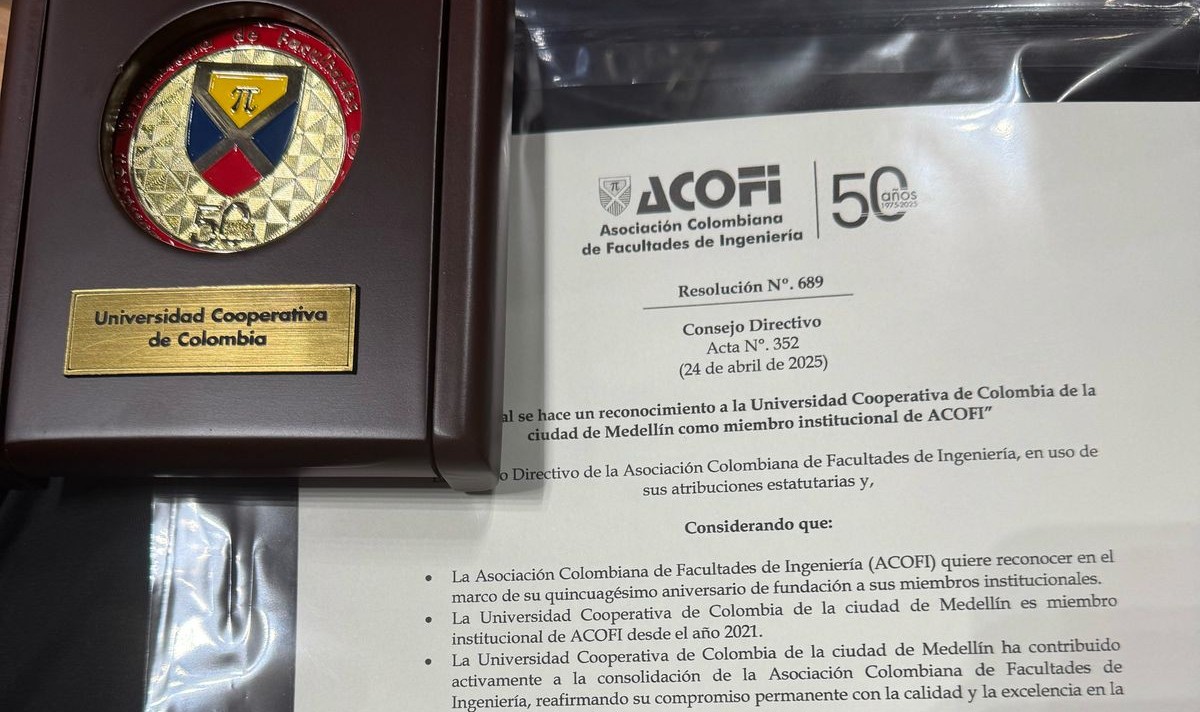 de Facultades de
π
50
Universidad Cooperativa
de Colombia
π
ACOFI
Asociación Colombiana
de Facultades de Ingeniería
50
años
1975-2025
Resolución Nº. 689
Consejo Directivo
Acta Nº. 352
(24 de abril de 2025)
al se hace un reconocimiento a la Universidad Cooperativa de Colombia de la
ciudad de Medellín como miembro institucional de ACOFI”
o Directivo de la Asociación Colombiana de Facultades de Ingeniería, en uso de
sus atribuciones estatutarias y,
Considerando que:
• La Asociación Colombiana de Facultades de Ingeniería (ACOFI) quiere reconocer en el
marco de su quincuagésimo aniversario de fundación a sus miembros institucionales.
• La Universidad Cooperativa de Colombia de la ciudad de Medellín es miembro
institucional de ACOFI desde el año 2021.
• La Universidad Cooperativa de Colombia de la ciudad de Medellín ha contribuido
activamente a la consolidación de la Asociación Colombiana de Facultades de
Ingeniería, reafirmando su compromiso permanente con la calidad y la excelencia en la